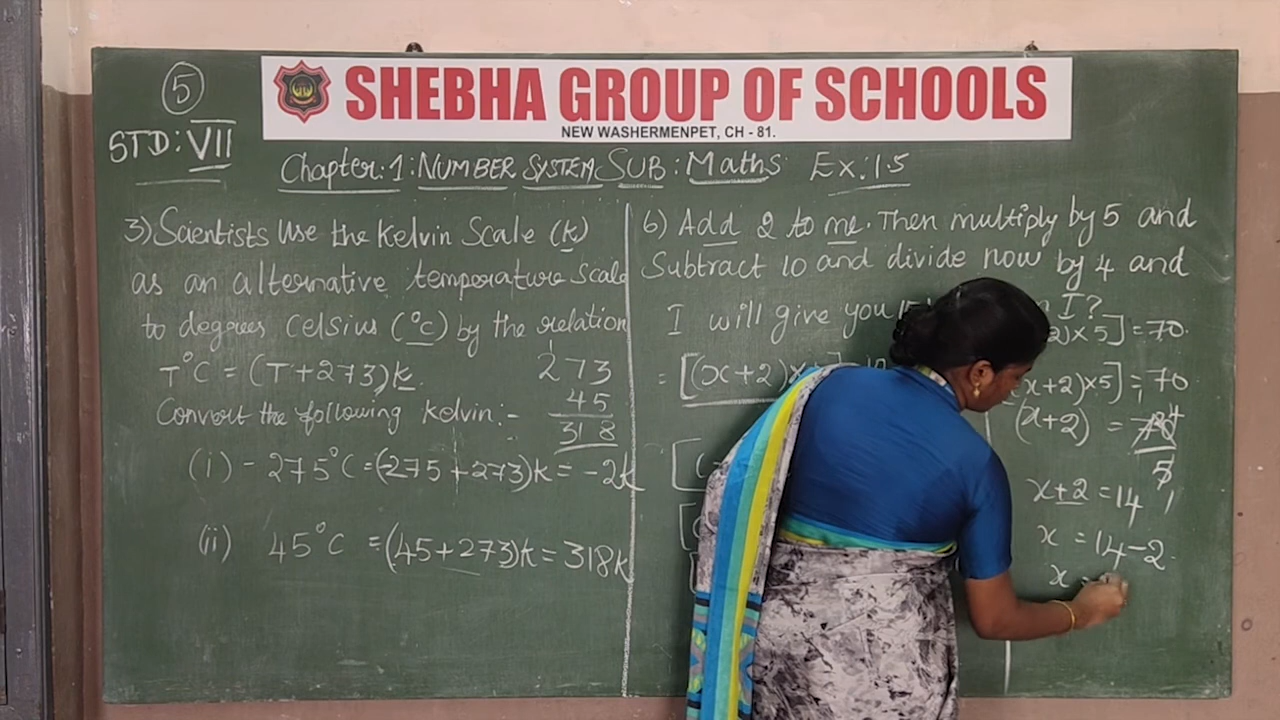 5
SHEBHA GROUP OF SCHOOLS
NEW WASHERMENPET, CH - 81.
STD: VII
Chapter: 1: NUMBER SYSTEM SUB: Maths Ex: 1.5
3) Scientists Use the Kelvin Scale (k)
as an alternative temperature scale
to degrees Celsius (°c) by the relation
T°C = (T+273)k.
Convert the following kelvin:-
273
45
318
(i) -275°C = (-275+273)k = -2k
(ii) 45°C = (45+273)k = 318k
6) Add 2 to me. Then multiply by 5 and
Subtract 10 and divide now by 4 and
I will give you I?
= [(x+2)×
2)×5] = 70.
x+2)×5] = 70
(x+2) = 70 14
5 1
x+2 = 14
x = 14-2
x